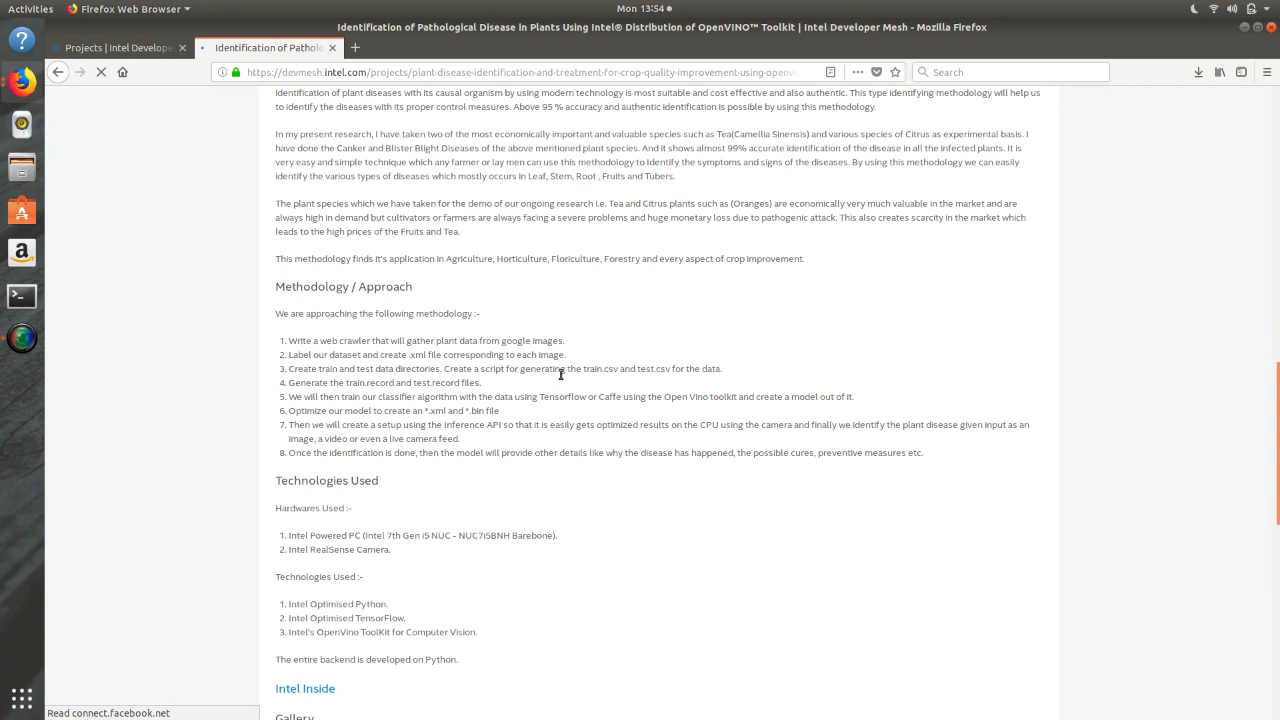 Activities
Firefox Web Browser
Mon 13:54
Identification of Pathological Disease in Plants Using Intel® Distribution of OpenVINO™ Toolkit | Intel Developer Mesh - Mozilla Firefox
Projects | Intel Develope
Identification of Patholo
https://devmesh.intel.com/projects/plant-disease-identification-and-treatment-for-crop-quality-improvement-using-openvi
Search
identification of plant diseases with its causal organism by using modern technology is most suitable and cost effective and also authentic. This type identifying methodology will help us
to identify the diseases with its proper control measures. Above 95 % accuracy and authentic identification is possible by using this methodology.
In my present research, I have taken two of the most economically important and valuable species such as Tea(Camellia Sinensis) and various species of Citrus as experimental basis. I
have done the Canker and Blister Blight Diseases of the above mentioned plant species. And it shows almost 99% accurate identification of the disease in all the infected plants. It is
very easy and simple technique which any farmer or lay men can use this methodology to Identify the symptoms and signs of the diseases. By using this methodology we can easily
identify the various types of diseases which mostly occurs in Leaf, Stem, Root , Fruits and Tubers.
The plant species which we have taken for the demo of our ongoing research i.e. Tea and Citrus plants such as (Oranges) are economically very much valuable in the market and are
always high in demand but cultivators or farmers are always facing a severe problems and huge monetary loss due to pathogenic attack. This also creates scarcity in the market which
leads to the high prices of the Fruits and Tea.
This methodology finds it's application in Agriculture, Horticulture, Floriculture, Forestry and every aspect of crop improvement.
Methodology / Approach
We are approaching the following methodology :-
1. Write a web crawler that will gather plant data from google images.
2. Label our dataset and create .xml file corresponding to each image.
3. Create train and test data directories. Create a script for generating the train.csv and test.csv for the data.
4. Generate the train.record and test.record files.
5. We will then train our classifier algorithm with the data using Tensorflow or Caffe using the Open Vino toolkit and create a model out of it.
6. Optimize our model to create an *.xml and *.bin file
7. Then we will create a setup using the Inference API so that it is easily gets optimized results on the CPU using the camera and finally we identify the plant disease given input as an
image, a video or even a live camera feed.
8. Once the identification is done, then the model will provide other details like why the disease has happened, the possible cures, preventive measures etc.
Technologies Used
Hardwares Used :-
1. Intel Powered PC (Intel 7th Gen i5 NUC - NUC7i5BNH Barebone).
2. Intel RealSense Camera.
Technologies Used :-
1. Intel Optimised Python.
2. Intel Optimised TensorFlow.
3. Intel's OpenVino ToolKit for Computer Vision.
The entire backend is developed on Python.
Intel Inside
Gallery
Read connect.facebook.net